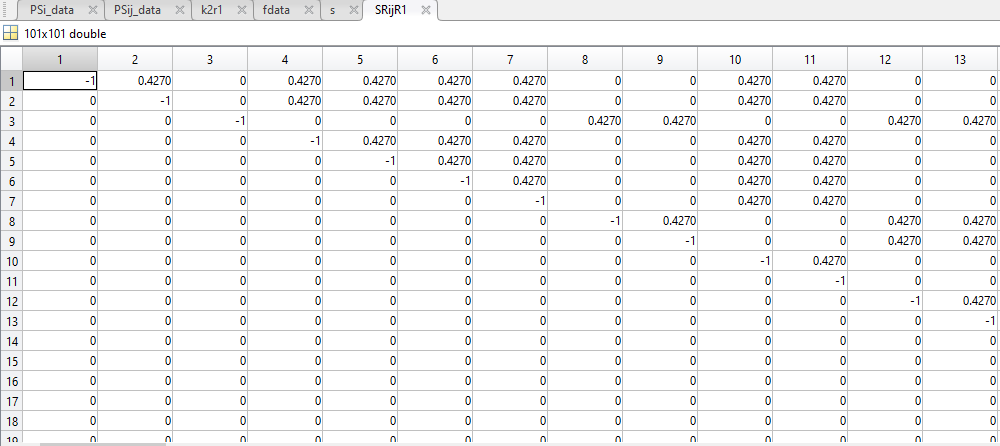 PSi_data PSij_data k2r1 fdata s SRijR1
101x101 double
1 2 3 4 5 6 7 8 9 10 11 12 13
1 -1 0.4270 0 0.4270 0.4270 0.4270 0.4270 0 0 0.4270 0.4270 0 0
2 0 -1 0 0.4270 0.4270 0.4270 0.4270 0 0 0.4270 0.4270 0 0
3 0 0 -1 0 0 0 0 0.4270 0.4270 0 0 0.4270 0.4270
4 0 0 0 -1 0.4270 0.4270 0.4270 0 0 0.4270 0.4270 0 0
5 0 0 0 0 -1 0.4270 0.4270 0 0 0.4270 0.4270 0 0
6 0 0 0 0 0 -1 0.4270 0 0 0.4270 0.4270 0 0
7 0 0 0 0 0 0 -1 0 0 0.4270 0.4270 0 0
8 0 0 0 0 0 0 0 -1 0.4270 0 0 0.4270 0.4270
9 0 0 0 0 0 0 0 0 -1 0 0 0.4270 0.4270
10 0 0 0 0 0 0 0 0 0 -1 0.4270 0 0
11 0 0 0 0 0 0 0 0 0 0 -1 0 0
12 0 0 0 0 0 0 0 0 0 0 0 -1 0.4270
13 0 0 0 0 0 0 0 0 0 0 0 0 -1
14 0 0 0 0 0 0 0 0 0 0 0 0 0
15 0 0 0 0 0 0 0 0 0 0 0 0 0
16 0 0 0 0 0 0 0 0 0 0 0 0 0
17 0 0 0 0 0 0 0 0 0 0 0 0 0
18 0 0 0 0 0 0 0 0 0 0 0 0 0
19 0 0 0 0 0 0 0 0 0 0 0 0 0